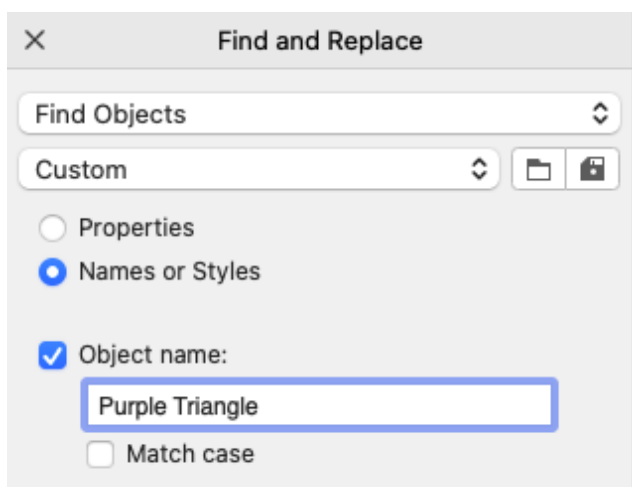 Find and Replace
Find Objects
Custom
Properties
Names or Styles
Object name:
Purple Triangle
Match case